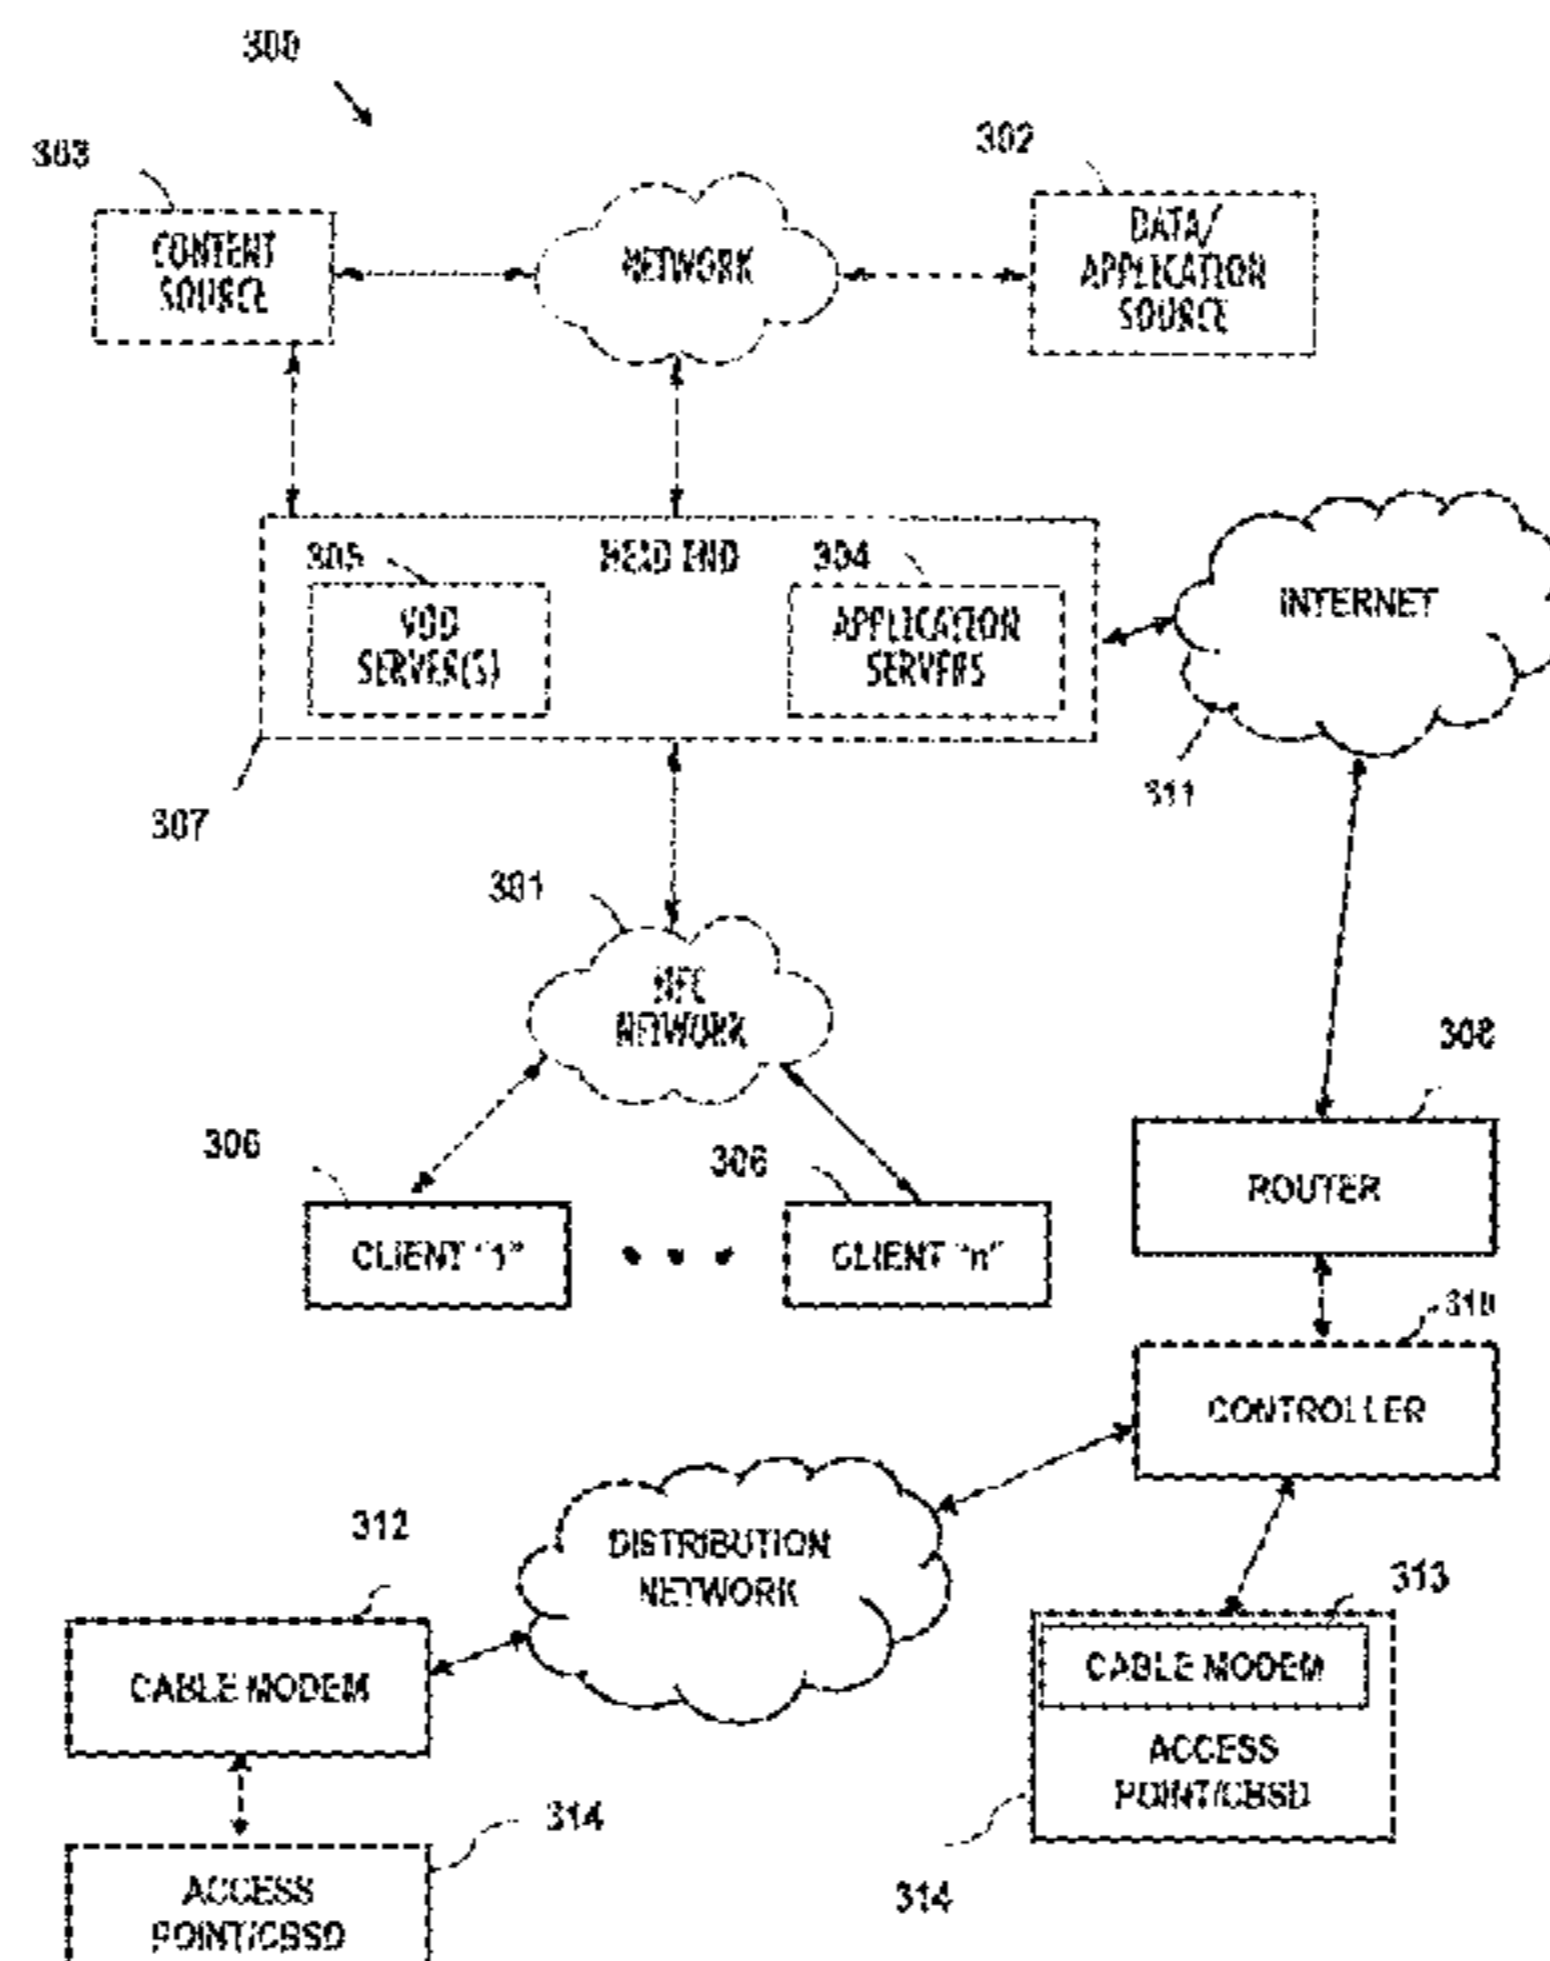 300
303
302
CONTENT
SOURCE
NETWORK
DATA/
APPLICATION
SOURCE
305
HEAD END
304
VOD
SERVER(S)
APPLICATION
SERVERS
INTERNET
307
311
301
HFC
NETWORK
308
306
306
ROUTER
CLIENT "1"
• • •
CLIENT "n"
310
CONTROLLER
312
DISTRIBUTION
NETWORK
313
CABLE MODEM
CABLE MODEM
ACCESS
POINT/CBSD
314
314
ACCESS
POINT/CBSD